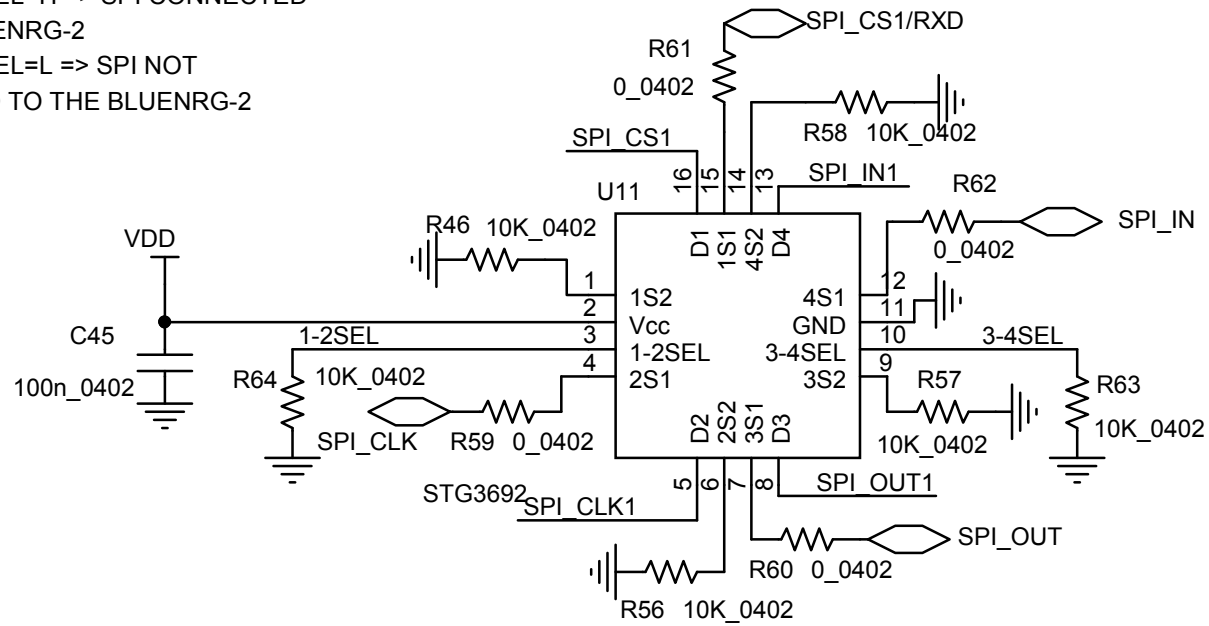 ENRG-2
EL=L => SPI NOT
TO THE BLUENRG-2
SPI_CS1/RXD
R61
0_0402
R58 10K_0402
SPI_CS1
16
15
14
13
SPI_IN1
U11
R62
0_0402
SPI_IN
R46
10K_0402
D1
1S1
4S2
D4
VDD
1
1S2
4S1
12
2
Vcc
GND
11
C45
100n_0402
1-2SEL
3
1-2SEL
3-4SEL
10
3-4SEL
R64
10K_0402
4
2S1
3S2
9
R57
10K_0402
R63
10K_0402
SPI_CLK
R59 0_0402
D2
2S2
3S1
D3
STG3692
SPI_CLK1
5
6
7
8
SPI_OUT1
R60 0_0402
SPI_OUT
R56 10K_0402